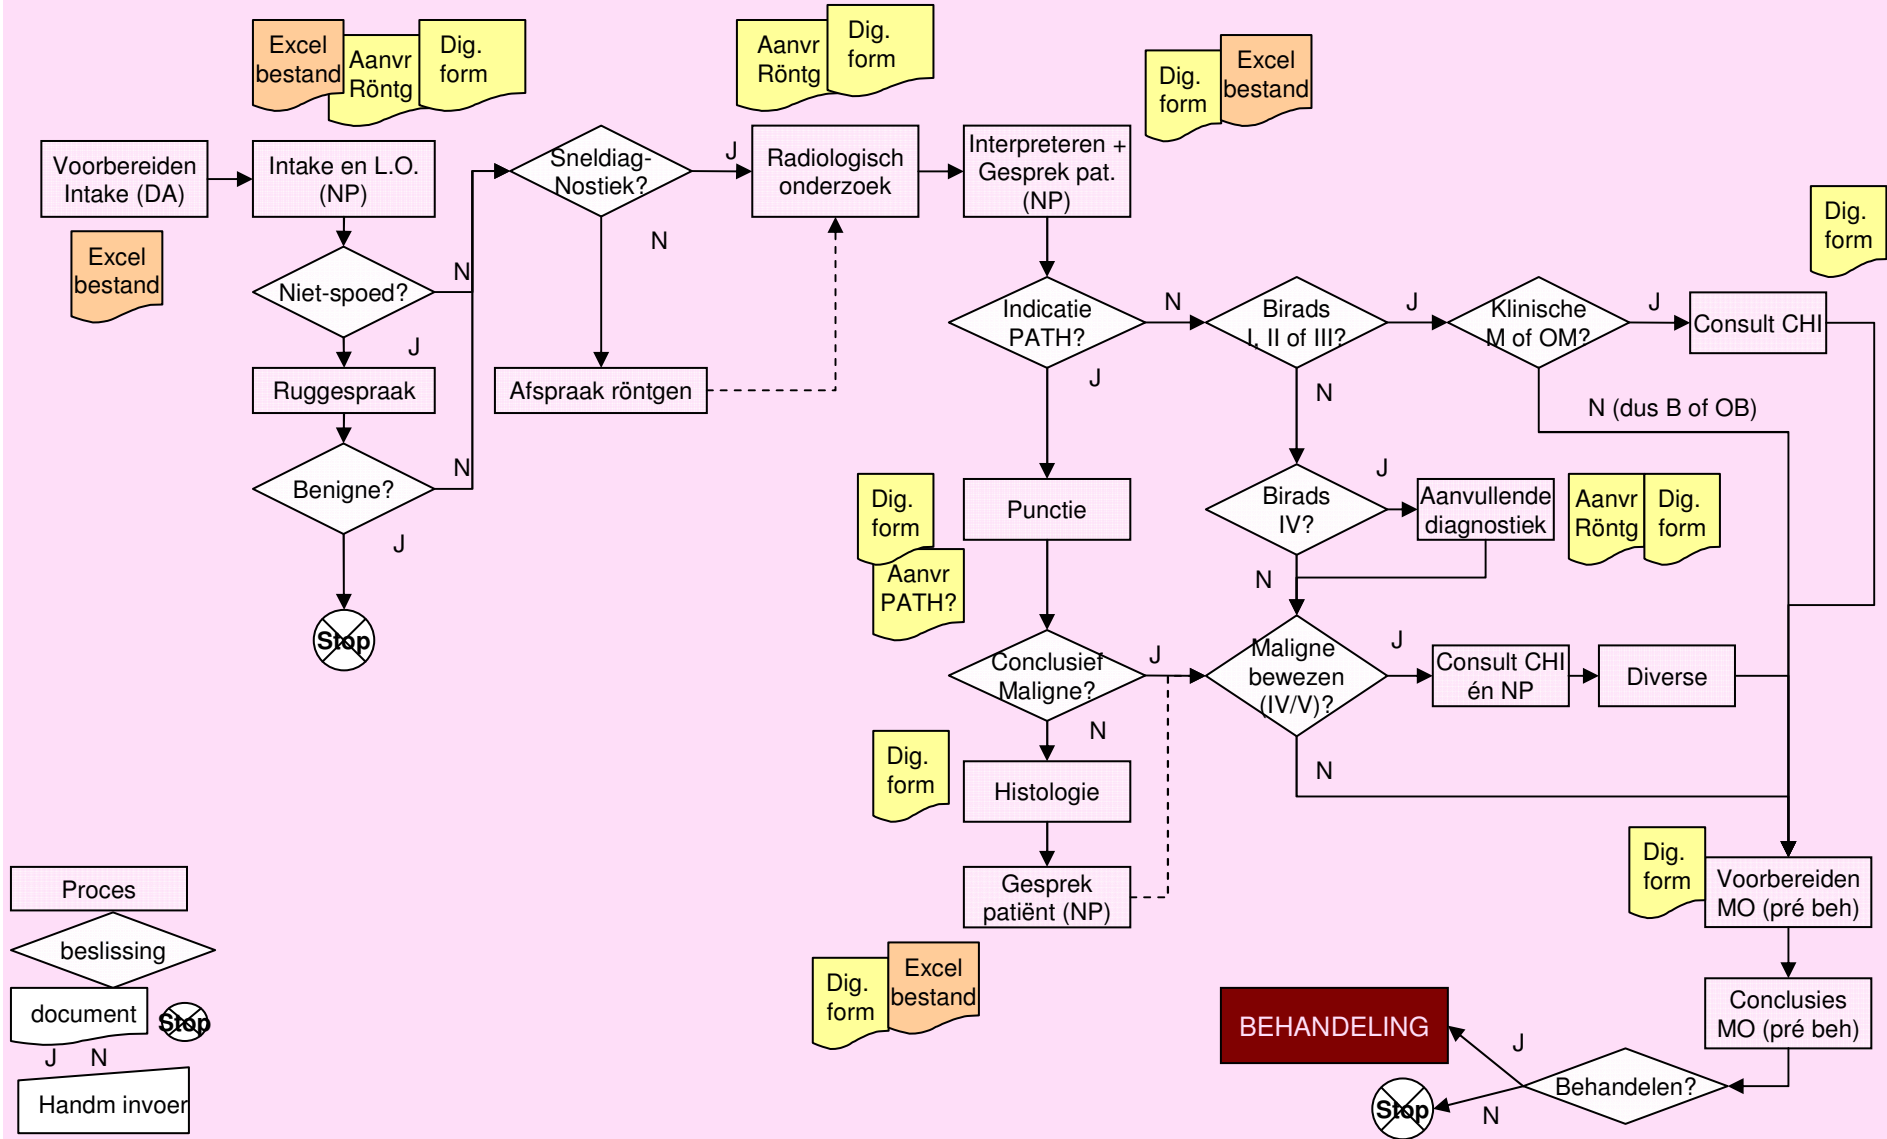 Excel
bestand
Aanvr
Röntg
Dig.
form
Aanvr
Röntg
Dig.
form
Dig.
form
Excel
bestand
Voorbereiden
Intake (DA)
Intake en L.O.
(NP)
Sneldiag-
Nostiek?
J
Radiologisch
onderzoek
Interpreteren +
Gesprek pat.
(NP)
Excel
bestand
Niet-spoed?
N
J
N
Dig.
form
Indicatie
PATH?
N
J
Birads
I, II of III?
J
N
Klinische
M of OM?
J
Consult CHI
N (dus B of OB)
Ruggespraak
Afspraak röntgen
Benigne?
N
J
Stop
Dig.
form
Aanvr
PATH?
Punctie
Birads
IV?
J
N
Aanvullende
diagnostiek
Aanvr
Röntg
Dig.
form
Conclusief
Maligne?
J
N
Maligne
bewezen
(IV/V)?
J
N
Consult CHI
én NP
Diverse
Dig.
form
Histologie
Gesprek
patiënt (NP)
Dig.
form
Excel
bestand
Dig.
form
Voorbereiden
MO (pré beh)
Conclusies
MO (pré beh)
Behandelen?
J
N
BEHANDELING
Stop
Proces
beslissing
document
Stop
J N
Handm invoer